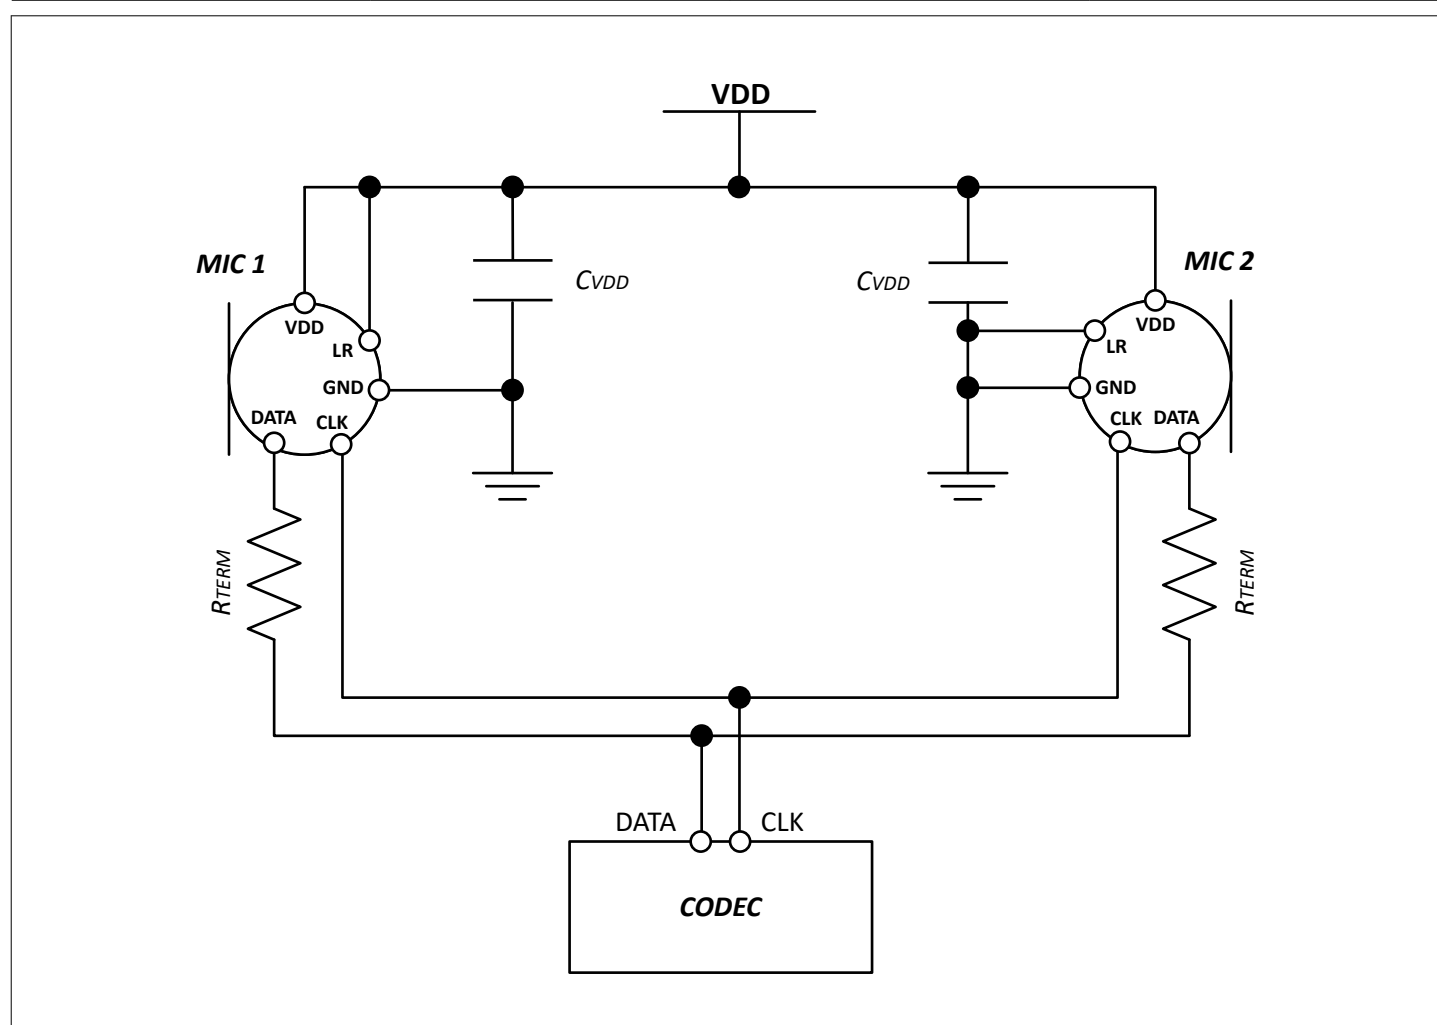 VDD
MIC 1
MIC 2
CVDD
CVDD
VDD
LR
GND
DATA
CLK
VDD
LR
GND
CLK
DATA
RTERM
RTERM
DATA
CLK
CODEC